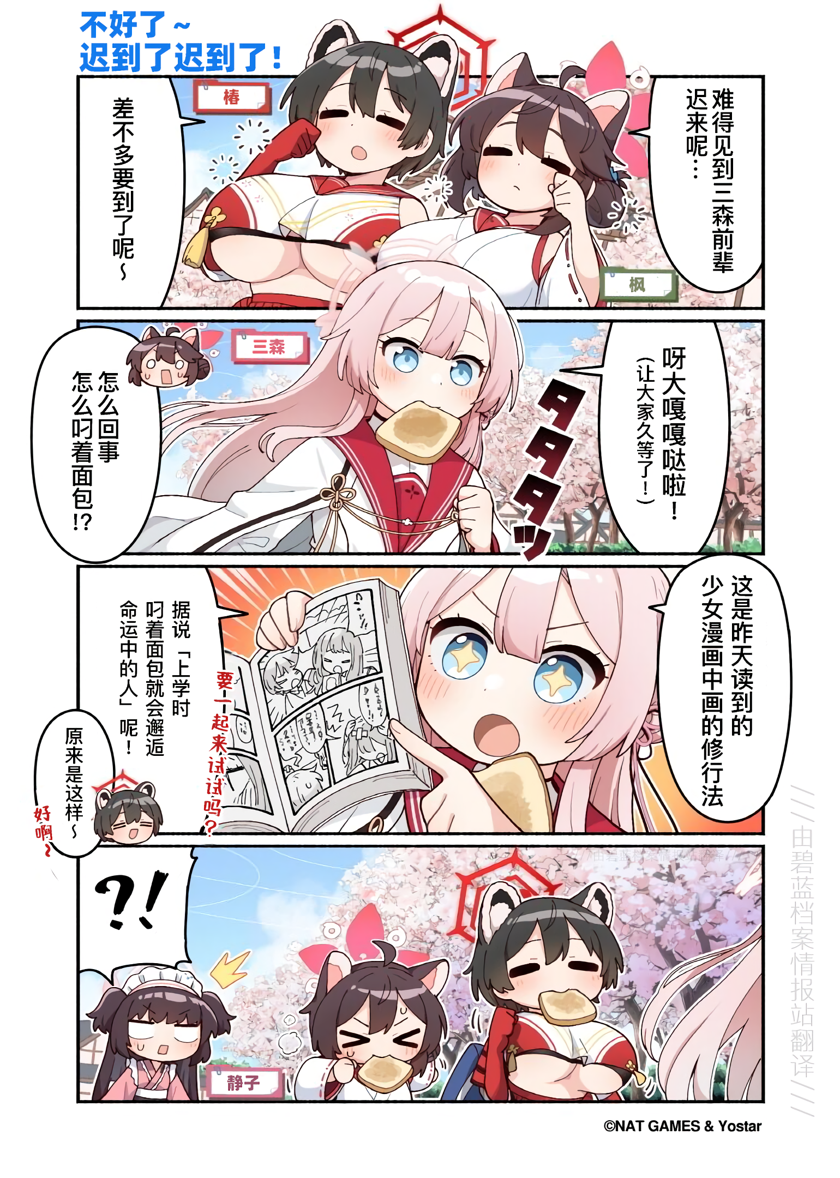 不好了～
迟到了迟到了！
难得见到三森前辈
迟来呢…
椿
差不多要到了呢～
枫
呀大嘎嘎哒啦！
（让大家久等了！）
三森
タタタタッ
怎么回事
怎么叼着面包!?
这是昨天读到的
少女漫画中画的修行法
据说「上学时
叼着面包就会邂逅
命运中的人」呢！
要一起来试试吗？
原来是这样～
好啊～
?!
静子
由碧蓝档案情报站翻译
©NAT GAMES & Yostar